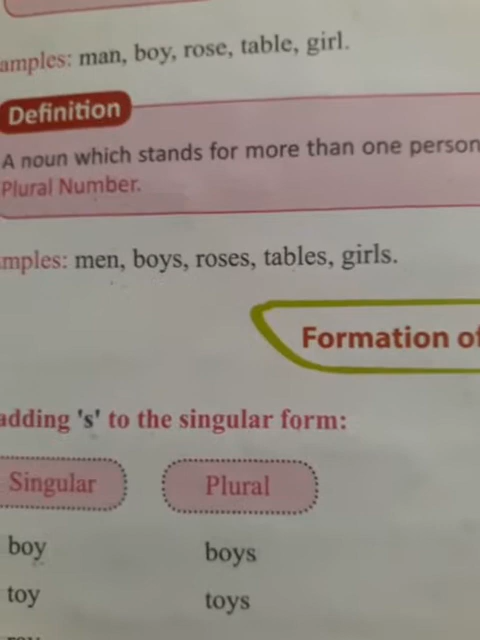 amples: man, boy, rose, table, girl.
Definition
A noun which stands for more than one person
Plural Number.
mples: men, boys, roses, tables, girls.
Formation of
adding 's' to the singular form:
Singular Plural
boy boys
toy toys